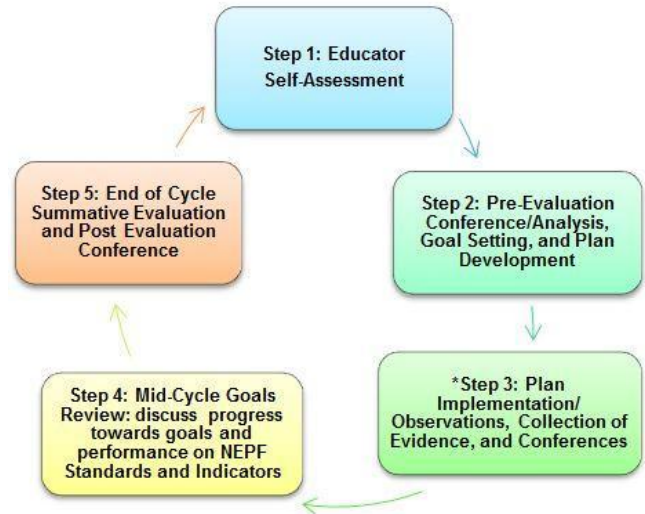 Step 1: Educator
Self-Assessment
Step 2: Pre-Evaluation
Conference/Analysis,
Goal Setting, and Plan
Development
*Step 3: Plan
Implementation/
Observations, Collection of
Evidence, and Conferences
Step 4: Mid-Cycle Goals
Review: discuss progress
towards goals and
performance on NEPF
Standards and Indicators
Step 5: End of Cycle
Summative Evaluation
and Post Evaluation
Conference